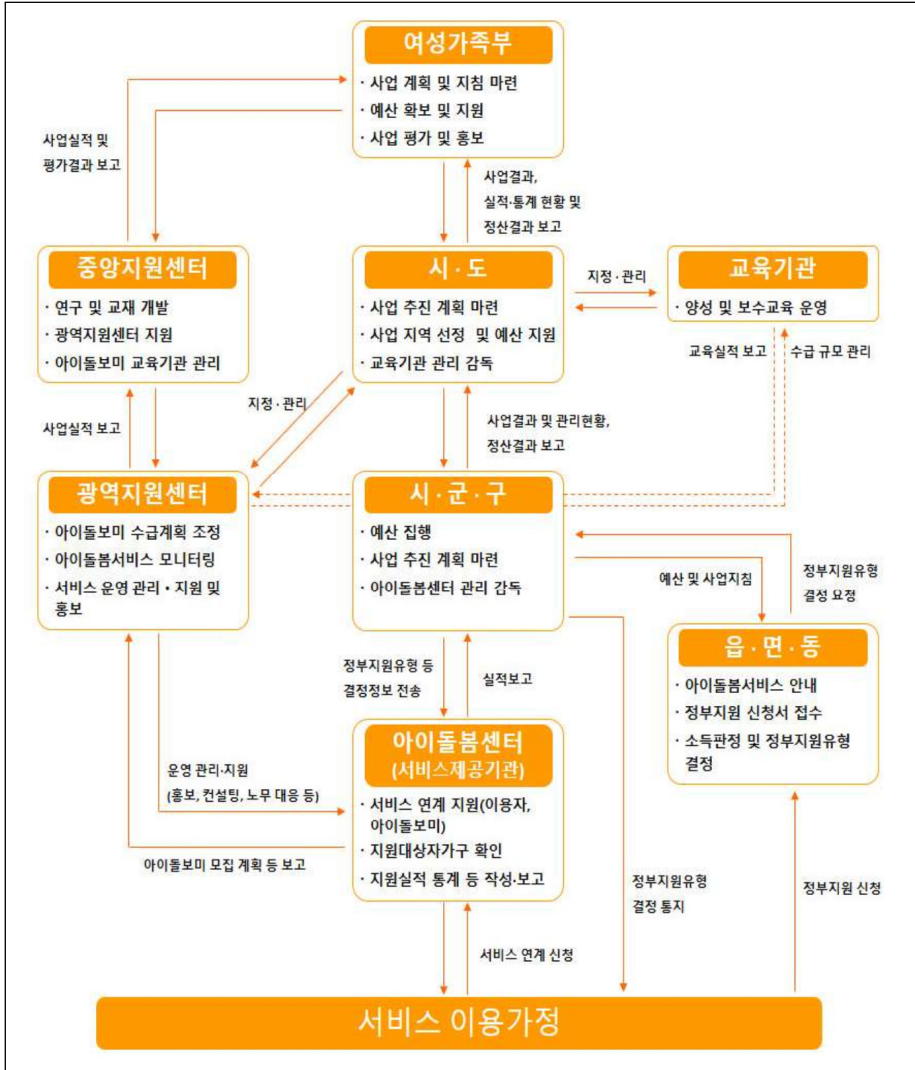 여성가족부
· 사업 계획 및 지침 마련
· 예산 확보 및 지원
· 사업 평가 및 홍보
사업실적 및
평가결과 보고
사업결과,
실적·통계 현황 및
정산결과 보고
중앙지원센터
· 연구 및 교재 개발
· 광역지원센터 지원
· 아이돌보미 교육기관 관리
시 · 도
· 사업 추진 계획 마련
· 사업 지역 선정 및 예산 지원
· 교육기관 관리 감독
지정 · 관리
교육기관
· 양성 및 보수교육 운영
교육실적 보고
수급 규모 관리
사업실적 보고
지정 · 관리
사업결과 및 관리현황,
정산결과 보고
광역지원센터
· 아이돌보미 수급계획 조정
· 아이돌봄서비스 모니터링
· 서비스 운영 관리 • 지원 및
홍보
시 · 군 · 구
· 예산 집행
· 사업 추진 계획 마련
· 아이돌봄센터 관리 감독
예산 및 사업지침
정부지원유형
결정 요청
읍 · 면 · 동
· 아이돌봄서비스 안내
· 정부지원 신청서 접수
· 소득판정 및 정부지원유형
결정
정부지원유형 등
결정정보 전송
실적보고
아이돌봄센터
(서비스제공기관)
· 서비스 연계 지원(이용자,
아이돌보미)
· 지원대상자가구 확인
· 지원실적 통계 등 작성·보고
운영 관리·지원
(홍보, 컨설팅, 노무 대응 등)
아이돌보미 모집 계획 등 보고
정부지원유형
결정 통지
정부지원 신청
서비스 연계 신청
서비스 이용가정